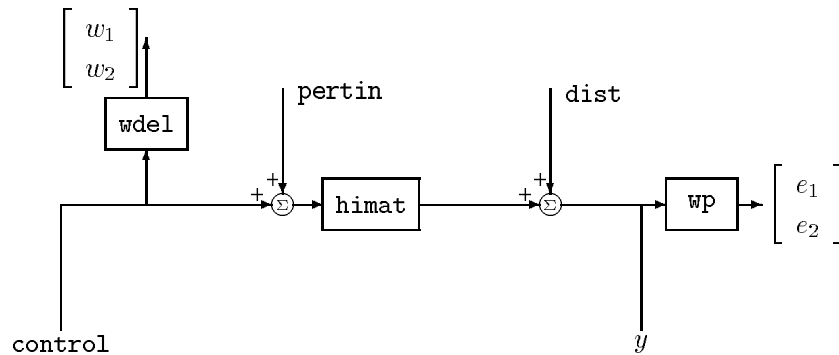 w₁
w₂
wdel
pertin
dist
+
+
Σ
himat
+
+
Σ
wp
e₁
e₂
control
y